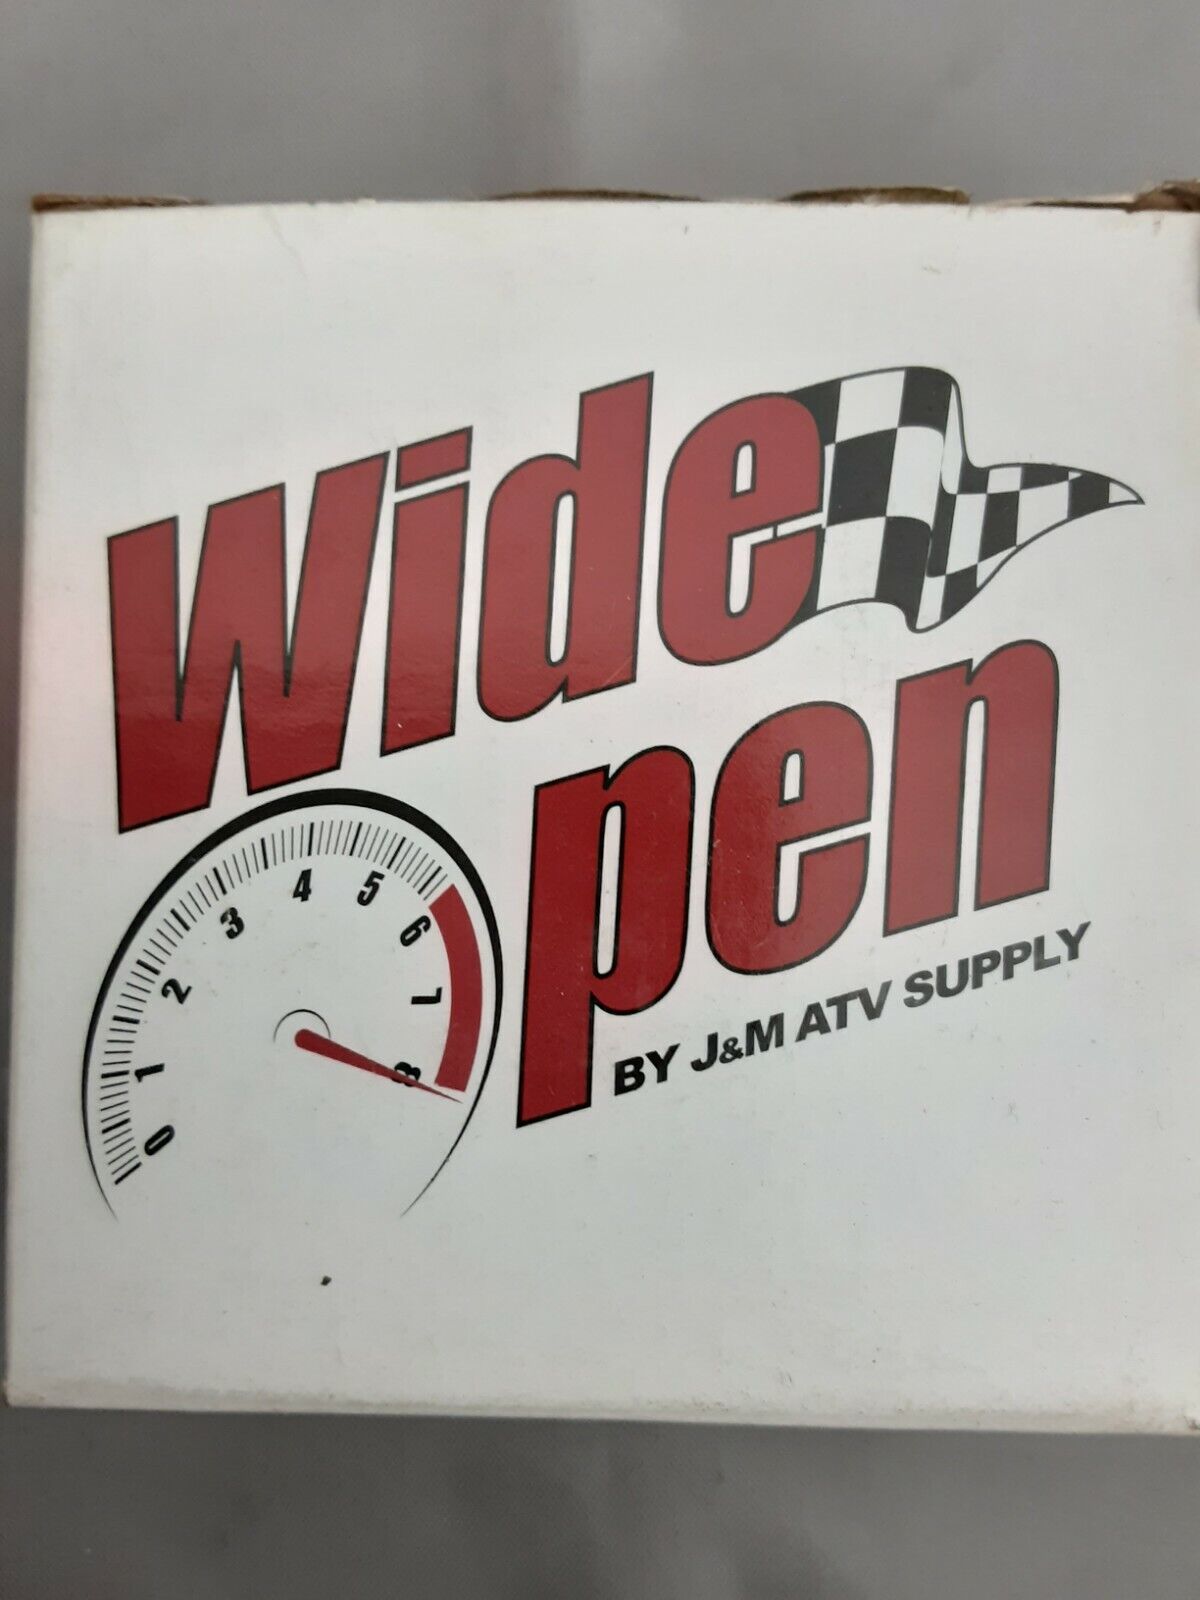 Wide
Open
BY J&M ATV SUPPLY
0 1 2 3 4 5 6 7 8